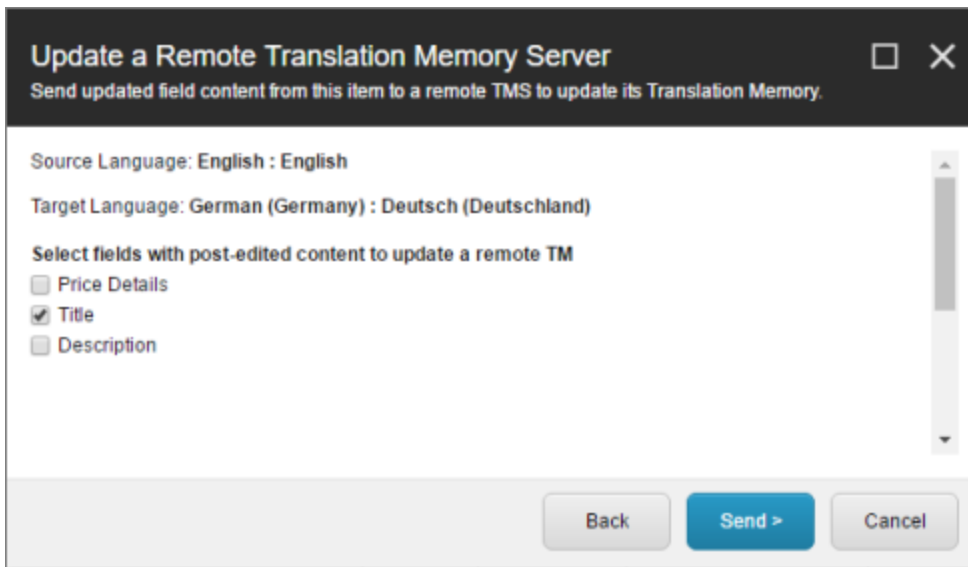 Update a Remote Translation Memory Server
Send updated field content from this item to a remote TMS to update its Translation Memory.
Source Language: English : English
Target Language: German (Germany) : Deutsch (Deutschland)
Select fields with post-edited content to update a remote TM
Price Details
Title
Description
Back Send > Cancel